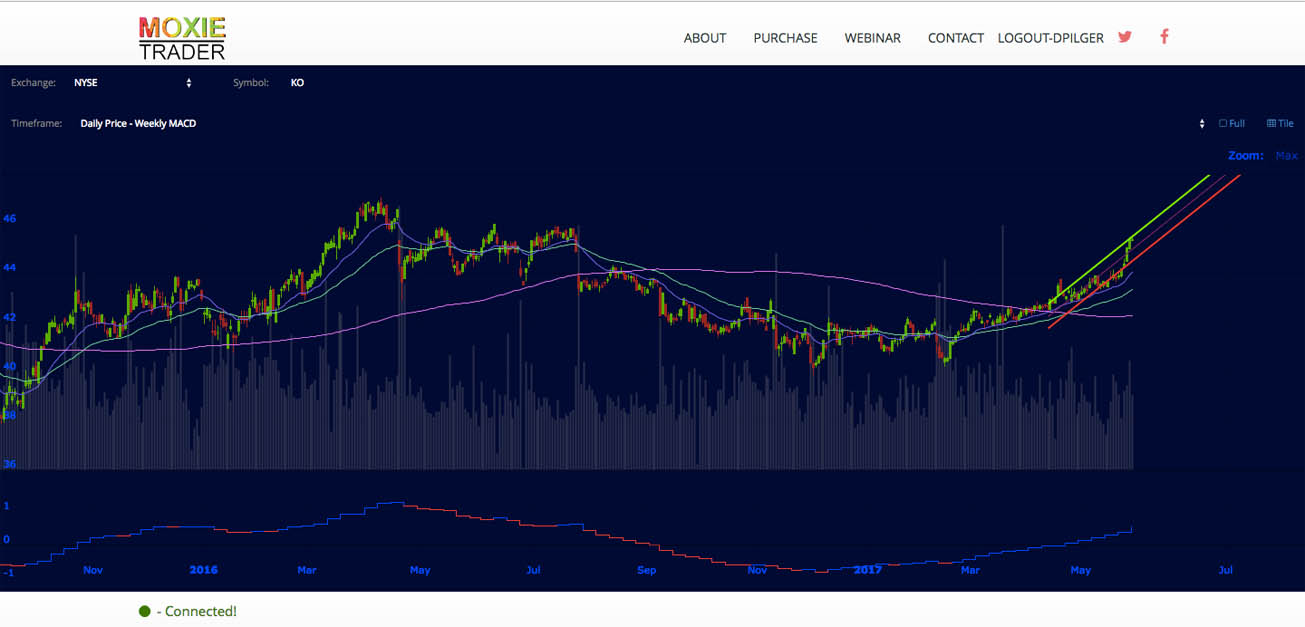 MOXIE
TRADER
ABOUT PURCHASE WEBINAR CONTACT LOGOUT-DPILGER
Exchange: NYSE Symbol: KO
Timeframe: Daily Price - Weekly MACD Full Tile
Zoom: Max
46
44
42
40
38
36
1
0
-1
Nov 2016 Mar May Jul Sep Nov 2017 Mar May Jul
- Connected!